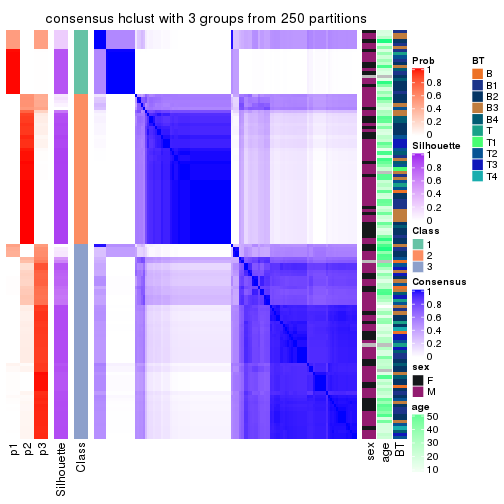 consensus hclust with 3 groups from 250 partitions
p1
p2
p3
Silhouette
Class
sex
age
BT
Prob
1
0.8
0.6
0.4
0.2
0
Silhouette
1
0.8
0.6
0.4
0.2
0
Class
1
2
3
Consensus
1
0.8
0.6
0.4
0.2
0
sex
F
M
age
50
40
30
20
10
BT
B
B1
B2
B3
B4
T
T1
T2
T3
T4